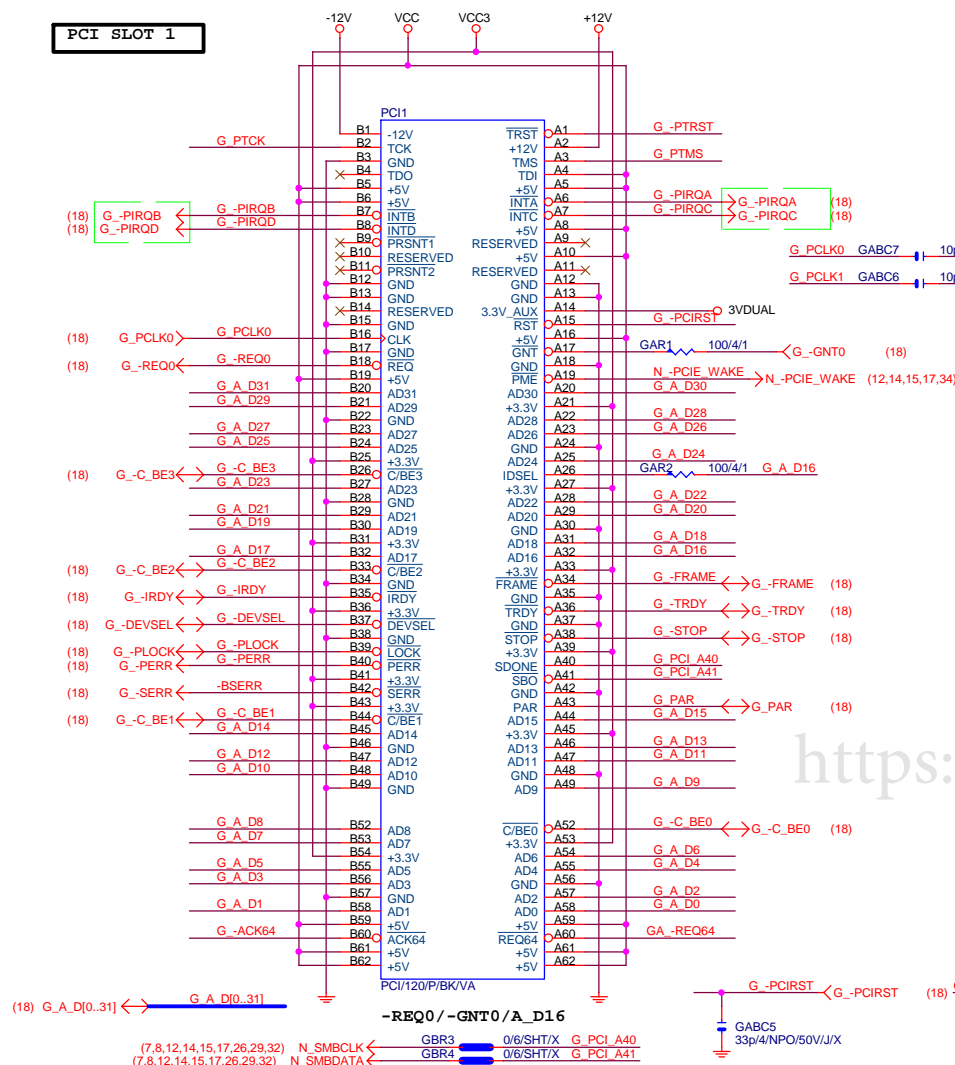 PCI SLOT 1
-12V VCC VCC3 +12V
PCI1
B1 -12V TRST A1 G_-PTRST
G_PTCK B2 TCK +12V A2
B3 GND TMS A3 G_PTMS
B4 TDO TDI A4
B5 +5V +5V A5
B6 +5V INTA A6 G_-PIRQA G_-PIRQA (18)
(18) G_-PIRQB G_-PIRQB B7 INTB INTC A7 G_-PIRQC G_-PIRQC (18)
(18) G_-PIRQD G_-PIRQD B8 INTD +5V A8
B9 PRSNT1 RESERVED A9
B10 RESERVED +5V A10
B11 PRSNT2 RESERVED A11
G_PCLK0 GABC7 10p
G_PCLK1 GABC6 10p
B12 GND GND A12
B13 GND GND A13
B14 RESERVED 3.3V_AUX A14 3VDUAL
B15 GND RST A15 G_-PCIRST
(18) G_PCLK0 G_PCLK0 B16 CLK +5V A16
B17 GND GNT A17 GAR1 100/4/1 G_-GNT0 (18)
(18) G_-REQ0 G_-REQ0 B18 REQ GND A18
B19 +5V PME A19 N_-PCIE_WAKE N_-PCIE_WAKE (12,14,15,17,34)
G_A_D31 B20 AD31 AD30 A20 G_A_D30
G_A_D29 B21 AD29 +3.3V A21
B22 GND AD28 A22 G_A_D28
G_A_D27 B23 AD27 AD26 A23 G_A_D26
G_A_D25 B24 AD25 GND A24
B25 +3.3V AD24 A25 G_A_D24
(18) G_-C_BE3 G_-C_BE3 B26 C/BE3 IDSEL A26 GAR2 100/4/1 G_A_D16
G_A_D23 B27 AD23 +3.3V A27
B28 GND AD22 A28 G_A_D22
G_A_D21 B29 AD21 AD20 A29 G_A_D20
G_A_D19 B30 AD19 GND A30
B31 +3.3V AD18 A31 G_A_D18
G_A_D17 B32 AD17 AD16 A32 G_A_D16
(18) G_-C_BE2 G_-C_BE2 B33 C/BE2 +3.3V A33
B34 GND FRAME A34 G_-FRAME G_-FRAME (18)
(18) G_-IRDY G_-IRDY B35 IRDY GND A35
B36 +3.3V TRDY A36 G_-TRDY G_-TRDY (18)
(18) G_-DEVSEL G_-DEVSEL B37 DEVSEL GND A37
B38 GND STOP A38 G_-STOP G_-STOP (18)
(18) G_-PLOCK G_-PLOCK B39 LOCK +3.3V A39
(18) G_-PERR G_-PERR B40 PERR SDONE A40 G_PCI_A40
B41 +3.3V SBO A41 G_PCI_A41
(18) G_-SERR -BSERR B42 SERR GND A42
B43 +3.3V PAR A43 G_PAR G_PAR (18)
(18) G_-C_BE1 G_-C_BE1 B44 C/BE1 AD15 A44 G_A_D15
G_A_D14 B45 AD14 +3.3V A45
B46 GND AD13 A46 G_A_D13
G_A_D12 B47 AD12 AD11 A47 G_A_D11
G_A_D10 B48 AD10 GND A48
B49 GND AD9 A49 G_A_D9
https:
G_A_D8 B52 AD8 C/BE0 A52 G_-C_BE0 G_-C_BE0 (18)
G_A_D7 B53 AD7 +3.3V A53
B54 +3.3V AD6 A54 G_A_D6
G_A_D5 B55 AD5 AD4 A55 G_A_D4
G_A_D3 B56 AD3 GND A56
B57 GND AD2 A57 G_A_D2
G_A_D1 B58 AD1 AD0 A58 G_A_D0
B59 +5V +5V A59
G_-ACK64 B60 ACK64 REQ64 A60 GA_-REQ64
B61 +5V +5V A61
B62 +5V +5V A62
PCI/120/P/BK/VA
(18) G_A_D[0..31] G_A_D[0..31]
G_-PCIRST G_-PCIRST (18)
-REQ0/-GNT0/A_D16
GABC5
33p/4/NPO/50V/J/X
(7,8,12,14,15,17,26,29,32) N_SMBCLK GBR3 0/6/SHT/X G_PCI_A40
(7,8,12,14,15,17,26,29,32) N_SMBDATA GBR4 0/6/SHT/X G_PCI_A41